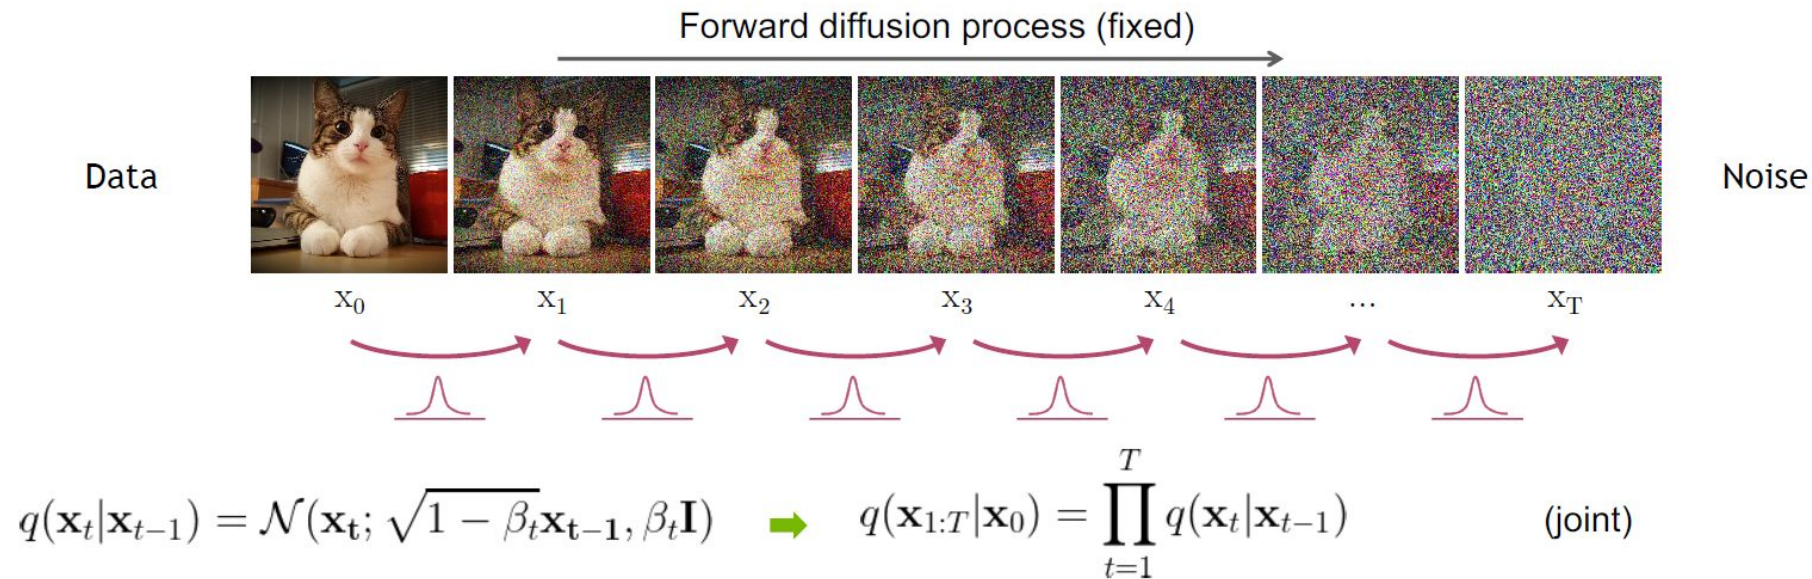 Forward diffusion process (fixed)
Data
Noise
x₀ x₁ x₂ x₃ x₄ ... x_T
q(𝐱ₜ|𝐱ₜ₋₁) = 𝒩(𝐱ₜ; √(1 − βₜ)𝐱ₜ₋₁, βₜ𝐈) q(𝐱₁:T|𝐱₀) = ∏_{t=1}^{T} q(𝐱ₜ|𝐱ₜ₋₁) (joint)